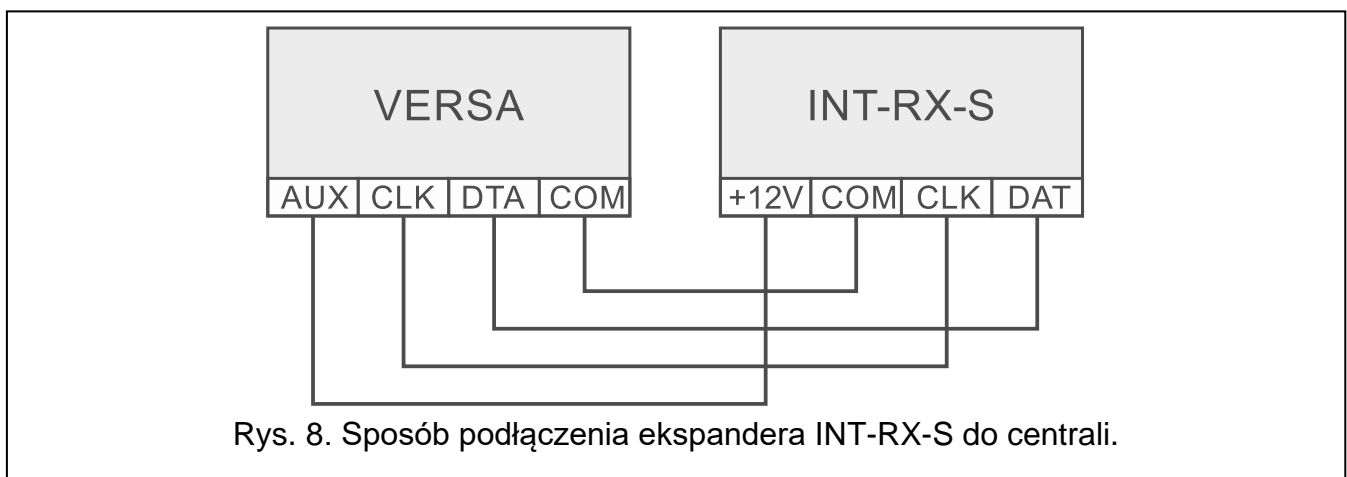 VERSA INT-RX-S
AUX CLK DTA COM +12V COM CLK DAT
Rys. 8. Sposób podłączenia ekspandera INT-RX-S do centrali.